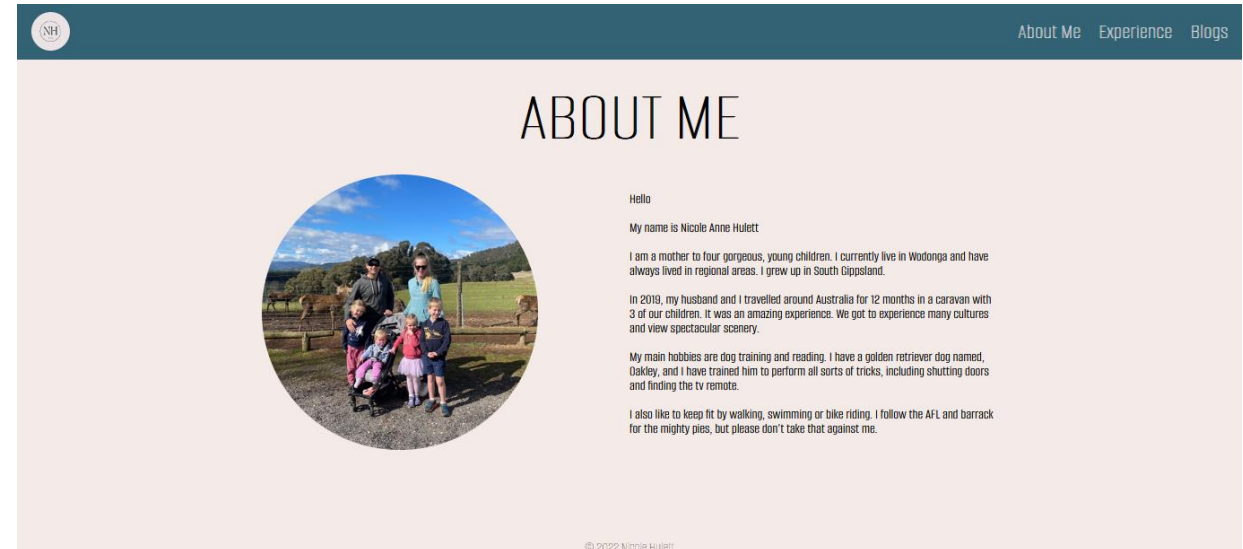 NH
About Me Experience Blogs
ABOUT ME
Hello
My name is Nicole Anne Hulett
I am a mother to four gorgeous, young children. I currently live in Wodonga and have
always lived in regional areas. I grew up in South Gippsland.
In 2019, my husband and I travelled around Australia for 12 months in a caravan with
3 of our children. It was an amazing experience. We got to experience many cultures
and view spectacular scenery.
My main hobbies are dog training and reading. I have a golden retriever dog named,
Oakley, and I have trained him to perform all sorts of tricks, including shutting doors
and finding the tv remote.
I also like to keep fit by walking, swimming or bike riding. I follow the AFL and barrack
for the mighty pies, but please don't take that against me.
© 2022 Nicole Hulett